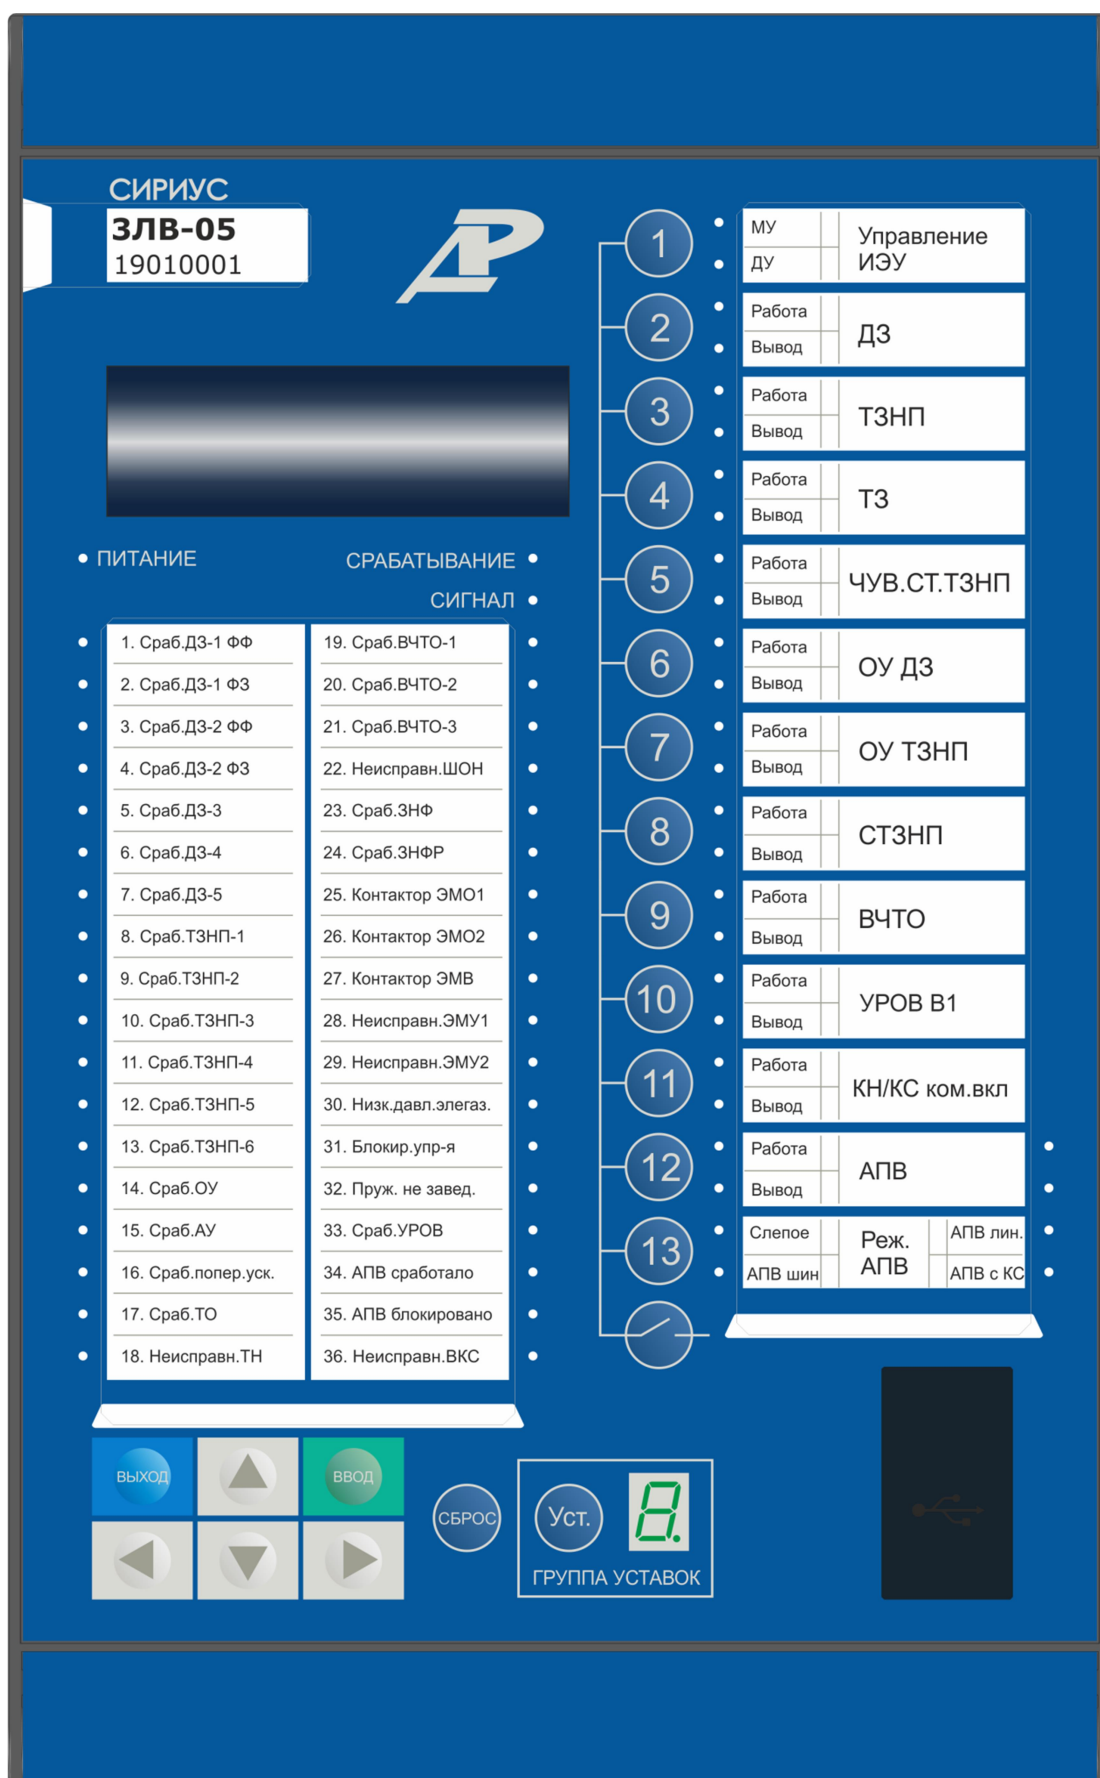 СИРИУС
ЗЛВ-05
19010001
ПИТАНИЕ
СРАБАТЫВАНИЕ
СИГНАЛ
1. Сраб.ДЗ-1 ФФ
2. Сраб.ДЗ-1 ФЗ
3. Сраб.ДЗ-2 ФФ
4. Сраб.ДЗ-2 ФЗ
5. Сраб.ДЗ-3
6. Сраб.ДЗ-4
7. Сраб.ДЗ-5
8. Сраб.ТЗНП-1
9. Сраб.ТЗНП-2
10. Сраб.ТЗНП-3
11. Сраб.ТЗНП-4
12. Сраб.ТЗНП-5
13. Сраб.ТЗНП-6
14. Сраб.ОУ
15. Сраб.АУ
16. Сраб.попер.уск.
17. Сраб.ТО
18. Неисправн.ТН
19. Сраб.ВЧТО-1
20. Сраб.ВЧТО-2
21. Сраб.ВЧТО-3
22. Неисправн.ШОН
23. Сраб.ЗНФ
24. Сраб.ЗНФР
25. Контактор ЭМО1
26. Контактор ЭМО2
27. Контактор ЭМВ
28. Неисправн.ЭМУ1
29. Неисправн.ЭМУ2
30. Низк.давл.элегаз.
31. Блокир.упр-я
32. Пруж. не завед.
33. Сраб.УРОВ
34. АПВ сработало
35. АПВ блокировано
36. Неисправн.ВКС
ВЫХОД
ВВОД
СБРОС
Уст.
8.
ГРУППА УСТАВОК
1
МУ
ДУ
Управление
ИЭУ
2
Работа
Вывод
ДЗ
3
Работа
Вывод
ТЗНП
4
Работа
Вывод
ТЗ
5
Работа
Вывод
ЧУВ.СТ.ТЗНП
6
Работа
Вывод
ОУ ДЗ
7
Работа
Вывод
ОУ ТЗНП
8
Работа
Вывод
СТЗНП
9
Работа
Вывод
ВЧТО
10
Работа
Вывод
УРОВ В1
11
Работа
Вывод
КН/КС ком.вкл
12
Работа
Вывод
АПВ
13
Слепое
АПВ шин
Реж.
АПВ
АПВ лин.
АПВ с КС